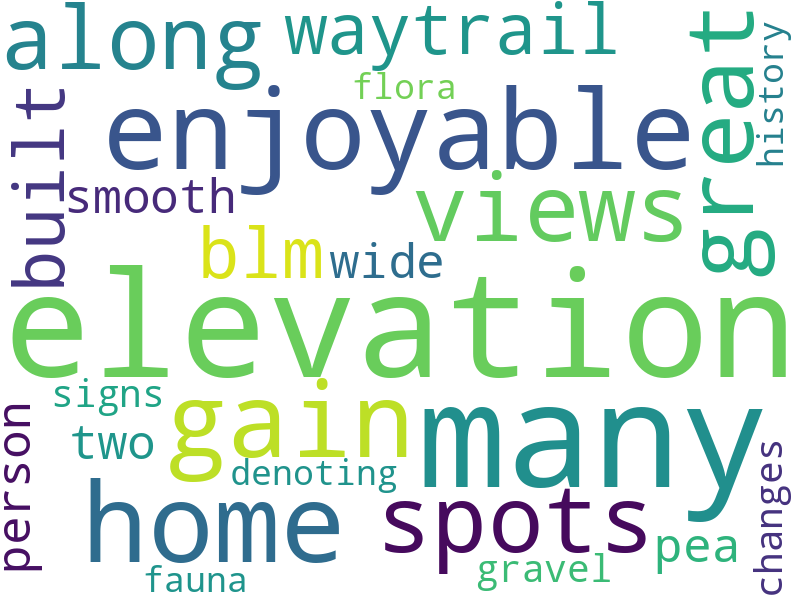 along
waytrail
great
history
flora
enjoyable
built
smooth
views
blm
wide
elevation
signs
gain
many
person
two
denoting
home
spots
changes
pea
gravel
fauna